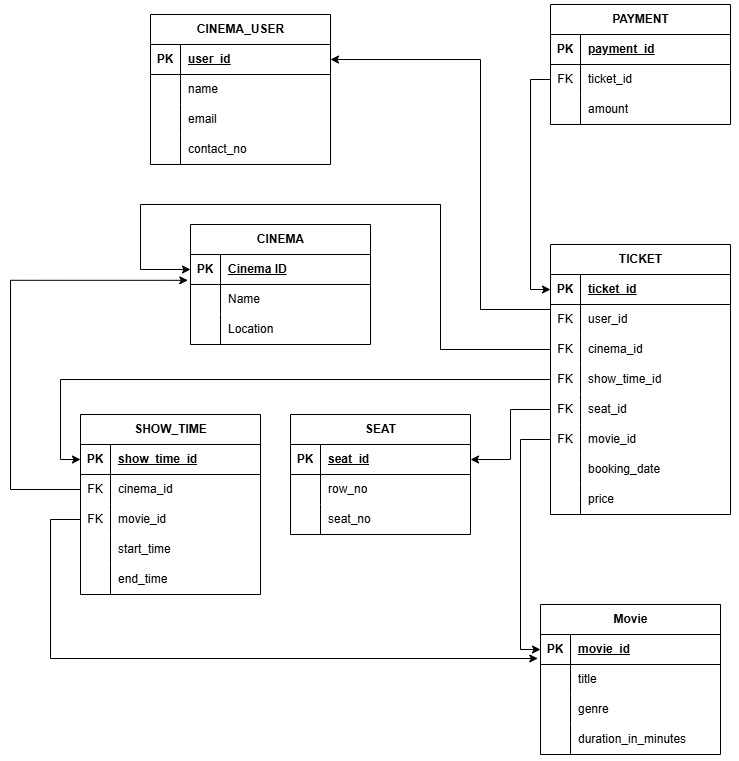 CINEMA_USER
PK user_id
name
email
contact_no
PAYMENT
PK payment_id
FK ticket_id
amount
CINEMA
PK Cinema ID
Name
Location
TICKET
PK ticket_id
FK user_id
FK cinema_id
FK show_time_id
FK seat_id
FK movie_id
booking_date
price
SHOW_TIME
PK show_time_id
FK cinema_id
FK movie_id
start_time
end_time
SEAT
PK seat_id
row_no
seat_no
Movie
PK movie_id
title
genre
duration_in_minutes